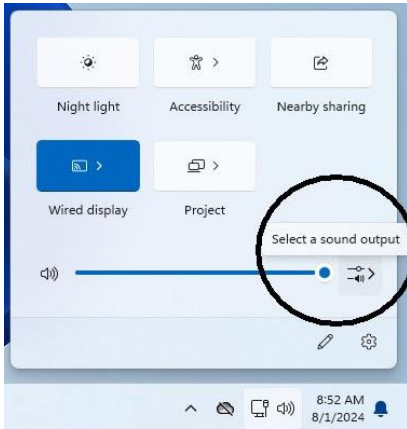 Night light
Accessibility
Nearby sharing
Wired display
Project
Select a sound output
8:52 AM
8/1/2024